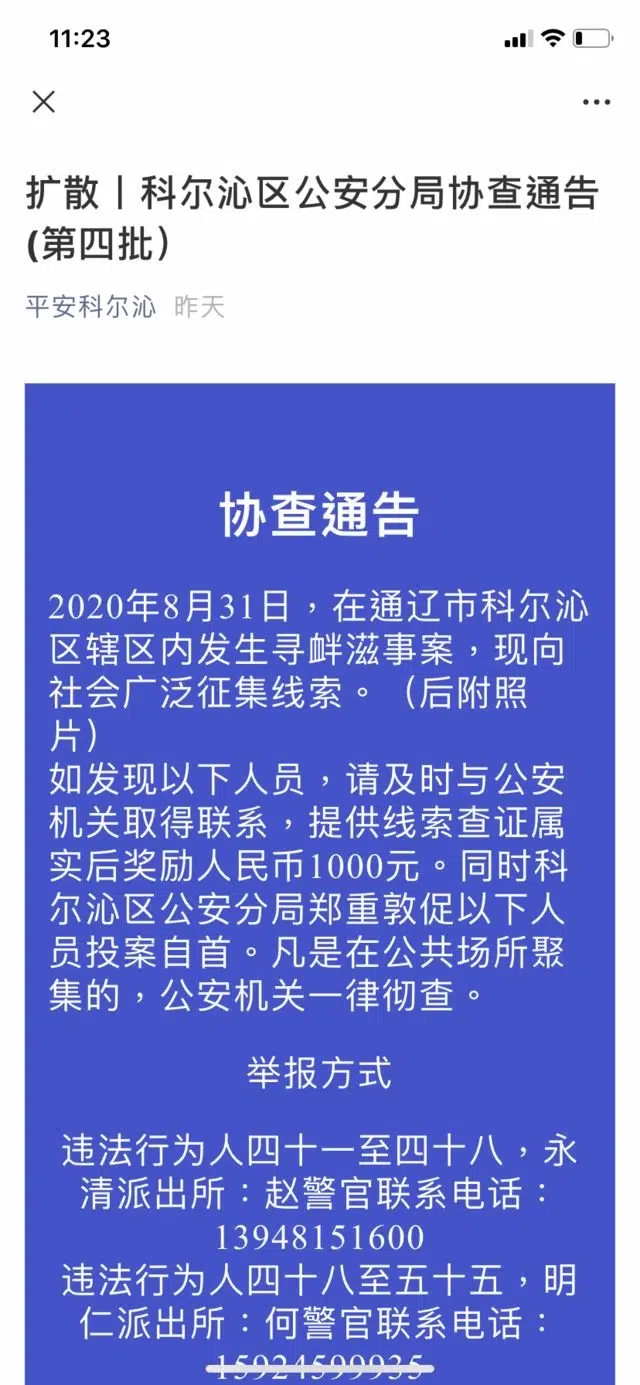 11:23
扩散丨科尔沁区公安分局协查通告
(第四批）
平安科尔沁 昨天
协查通告
2020年8月31日，在通辽市科尔沁
区辖区内发生寻衅滋事案，现向
社会广泛征集线索。（后附照
片）
如发现以下人员，请及时与公安
机关取得联系，提供线索查证属
实后奖励人民币1000元。同时科
尔沁区公安分局郑重敦促以下人
员投案自首。凡是在公共场所聚
集的，公安机关一律彻查。
举报方式
违法行为人四十一至四十八，永
清派出所：赵警官联系电话：
13948151600
违法行为人四十八至五十五，明
仁派出所：何警官联系电话：
15924599935